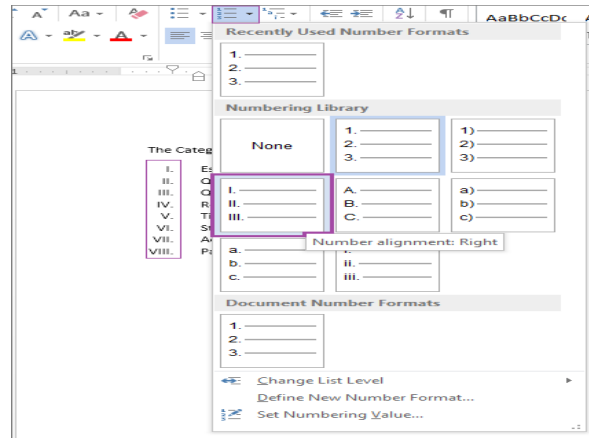 Aa
AaBbCcDc
Recently Used Number Formats
1.
2.
3.
Numbering Library
None
1.
2.
3.
1)
2)
3)
The Categ
I.
II.
III.
IV.
V.
VI.
VII.
VIII.
I.
II.
III.
A.
B.
C.
a)
b)
c)
Number alignment: Right
a.
b.
c.
ii.
iii.
Document Number Formats
1.
2.
3.
Change List Level
Define New Number Format...
Set Numbering Value...